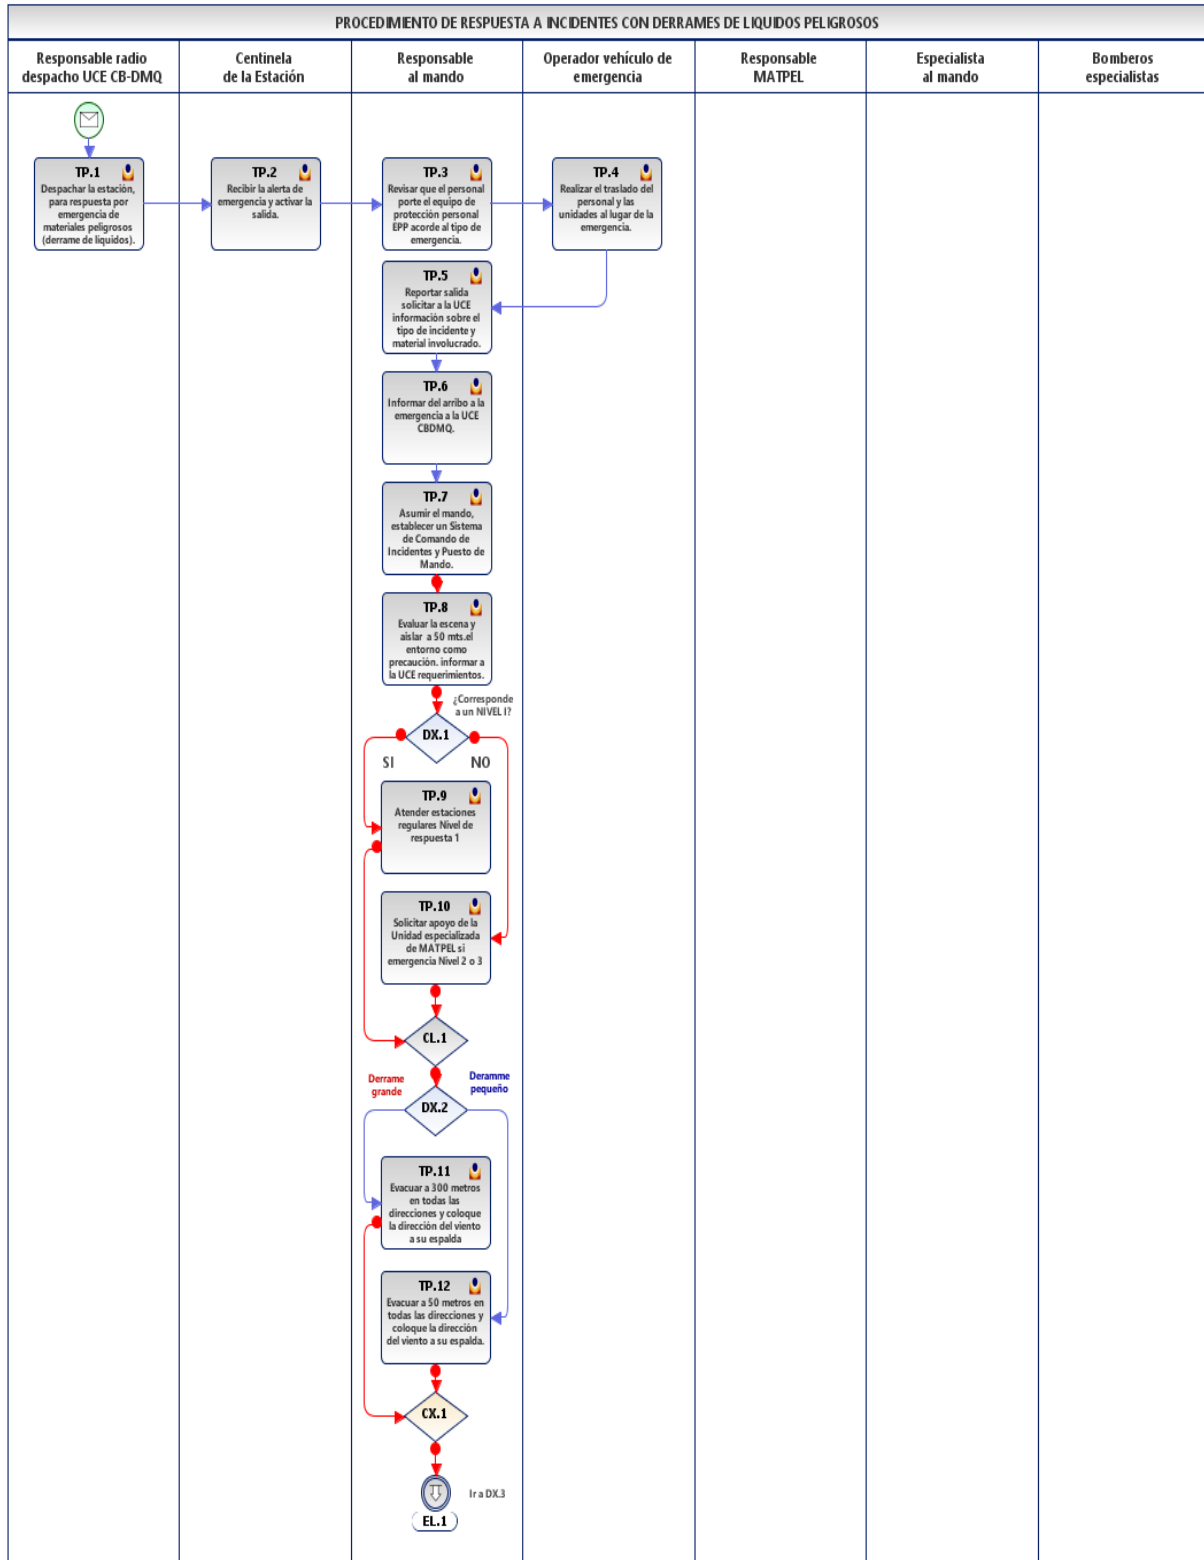 PROCEDIMIENTO DE RESPUESTA A INCIDENTES CON DERRAMES DE LIQUIDOS PELIGROSOS
Responsable radio
despacho UCE CB-DMQ
Centinela
de la Estación
Responsable
al mando
Operador vehículo de
emergencia
Responsable
MATPEL
Especialista
al mando
Bomberos
especialistas
TP.1
Despachar la estación,
para respuesta por
emergencia de
materiales peligrosos
(derrame de liquidos).
TP.2
Recibir la alerta de
emergencia y activar la
salida.
TP.3
Revisar que el personal
porte el equipo de
protección personal
EPP acorde al tipo de
emergencia.
TP.4
Realizar el traslado del
personal y las
unidades al lugar de la
emergencia.
TP.5
Reportar salida
solicitar a la UCE
información sobre el
tipo de incidente y
material involucrado.
TP.6
Informar del arribo a la
emergencia a la UCE
CBDMQ.
TP.7
Asumir el mando,
establecer un Sistema
de Comando de
Incidentes y Puesto de
Mando.
TP.8
Evaluar la escena y
aislar a 50 mts.el
entorno como
precaución. informar a
la UCE requerimientos.
¿Corresponde
a un NIVEL I?
DX.1
SI
NO
TP.9
Atender estaciones
regulares Nivel de
respuesta 1
TP.10
Solicitar apoyo de la
Unidad especializada
de MATPEL si
emergencia Nivel 2 o 3
CL.1
Derrame
grande
Deramme
pequeño
DX.2
TP.11
Evacuar a 300 metros
en todas las
direcciones y coloque
la dirección del viento
a su espalda
TP.12
Evacuar a 50 metros en
todas las direcciones y
coloque la dirección
del viento a su espalda.
CX.1
Ir a DX.3
EL.1